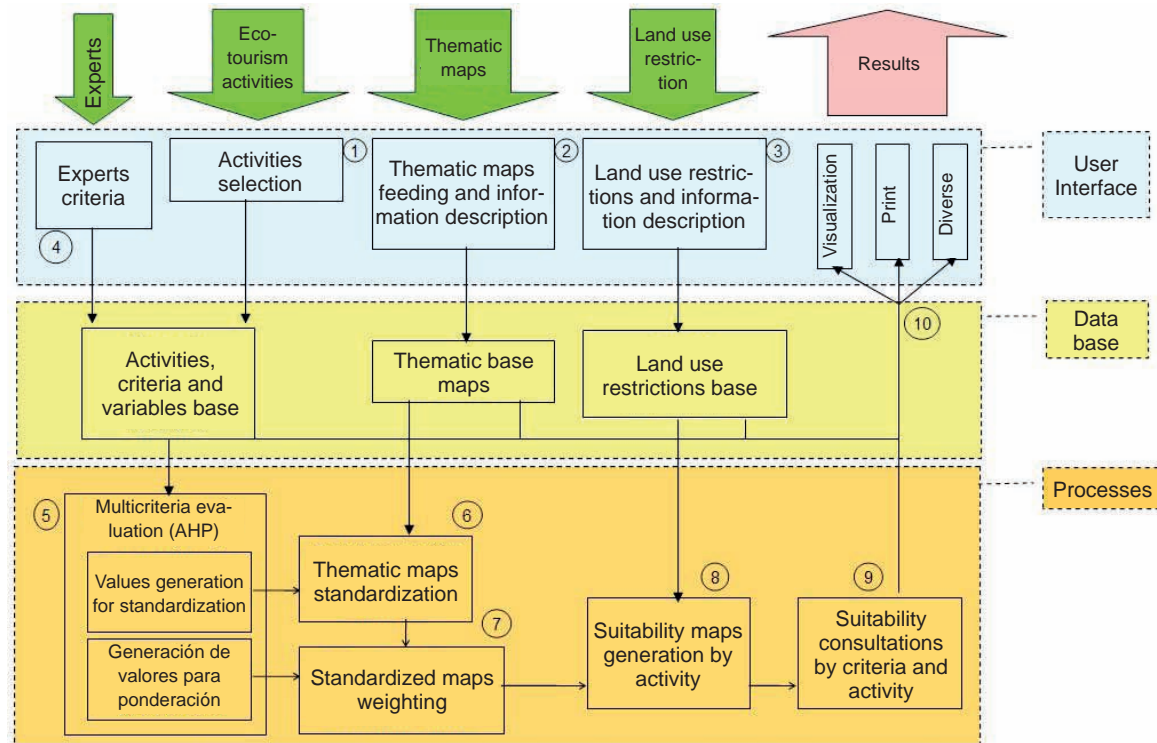 Experts
Eco-
tourism
activities
Thematic
maps
Land use
restric-
tion
Results
Experts
criteria
4
Activities
selection
1
Thematic maps
feeding and infor-
mation description
2
Land use restric-
tions and informa-
tion description
3
Visualization
Print
Diverse
User
Interface
Activities,
criteria and
variables base
Thematic base
maps
Land use
restrictions base
10
Data
base
5
Multicriteria eva-
luation (AHP)
Values generation
for standardization
Generación de
valores para
ponderación
6
Thematic maps
standardization
7
Standardized maps
weighting
8
Suitability maps
generation by
activity
9
Suitability
consultations
by criteria and
activity
Processes